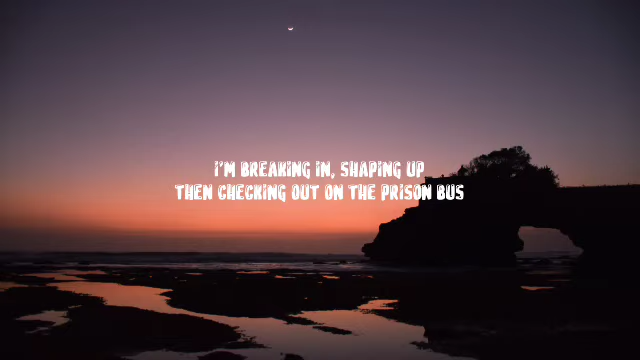 I'M BREAKING IN, SHAPING UP
THEN CHECKING OUT ON THE PRISON BUS